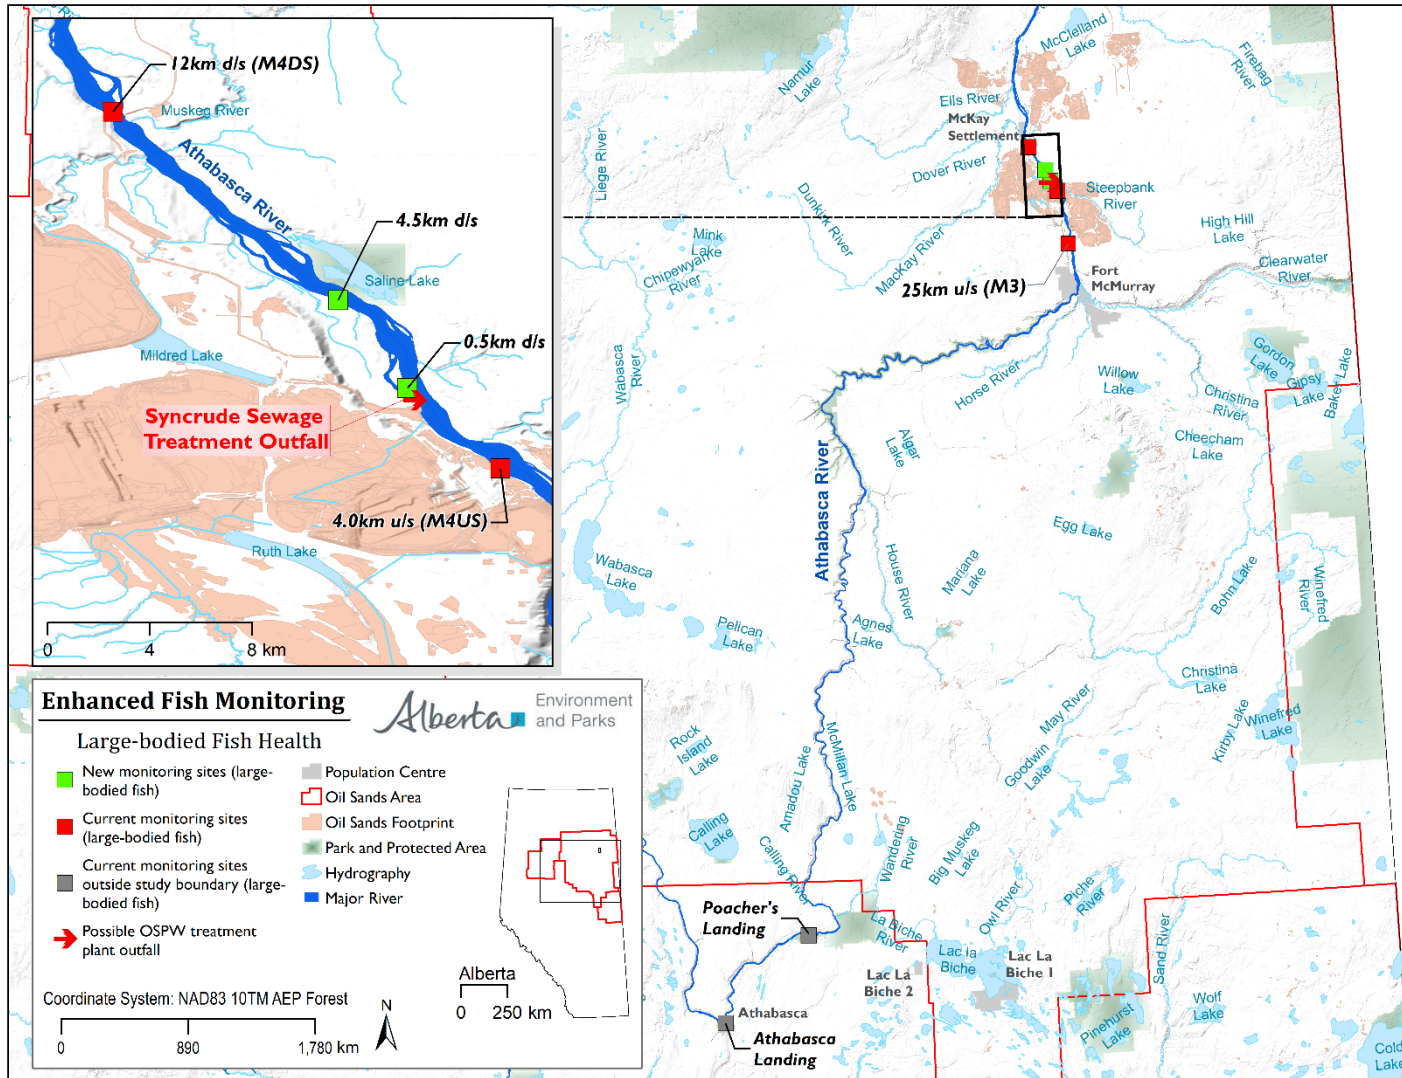 12km d/s (M4DS)
Muskeg River
Athabasca River
4.5km d/s
Saline Lake
Mildred Lake
0.5km d/s
Syncrude Sewage
Treatment Outfall
4.0km u/s (M4US)
Ruth Lake
0 4 8 km
Namur
Lake
McClelland
Lake
Firebag
River
Ells River
McKay
Settlement
Liege River
Dover River
Dunkirk River
Steepbank
River
High Hill
Lake
Mink
Lake
Chipewyan
River
MacKay River
25km u/s (M3)
Fort
McMurray
Clearwater
River
Wabasca
River
Horse River
Willow
Lake
Gordon
Lake
Gipsy
Lake
Baker Lake
Christina
River
Cheecham
Lake
Algar
Lake
Athabasca River
Egg Lake
House River
Mariana
Lake
Wabasca
Lake
Bohn Lake
Winefred
River
Pelican
Lake
Agnes
Lake
Christina
Lake
May River
Kirby Lake
Winefred
Lake
Goodwin
Lake
Rock
Island
Lake
McMillan Lake
Amadou Lake
Calling
Lake
Calling River
Wandering
River
Big Muskeg
Lake
Owl River
Piche
River
Poacher's
Landing
La Biche
River
Lac la
Biche
Lac La
Biche 1
Lac La
Biche 2
Sand River
Wolf
Lake
Pinehurst
Lake
Cold
Lake
Athabasca
Athabasca
Landing
Enhanced Fish Monitoring
Alberta
Environment
and Parks
Large-bodied Fish Health
New monitoring sites (large-
bodied fish)
Current monitoring sites
(large-bodied fish)
Current monitoring sites
outside study boundary (large-
bodied fish)
Possible OSPW treatment
plant outfall
Population Centre
Oil Sands Area
Oil Sands Footprint
Park and Protected Area
Hydrography
Major River
Coordinate System: NAD83 10TM AEP Forest
0 890 1,780 km
N
Alberta
0 250 km